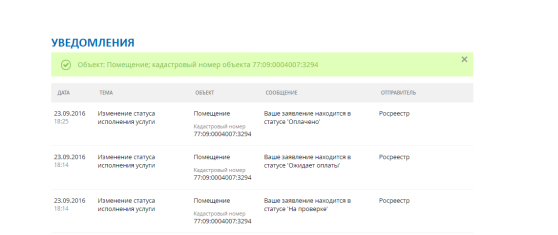 УВЕДОМЛЕНИЯ
Объект: Помещение; кадастровый номер объекта 77:09:0004007:3294
ДАТА ТЕМА ОБЪЕКТ СООБЩЕНИЕ ОТПРАВИТЕЛЬ
23.09.2016 Изменение статуса Помещение Ваше заявление находится в Росреестр
18:25 исполнения услуги статусе 'Оплачено'
Кадастровый номер
77:09:0004007:3294
23.09.2016 Изменение статуса Помещение Ваше заявление находится в Росреестр
18:14 исполнения услуги статусе 'Ожидает оплаты'
Кадастровый номер
77:09:0004007:3294
23.09.2016 Изменение статуса Помещение Ваше заявление находится в Росреестр
18:14 исполнения услуги статусе 'На проверке'
Кадастровый номер
77:09:0004007:3294